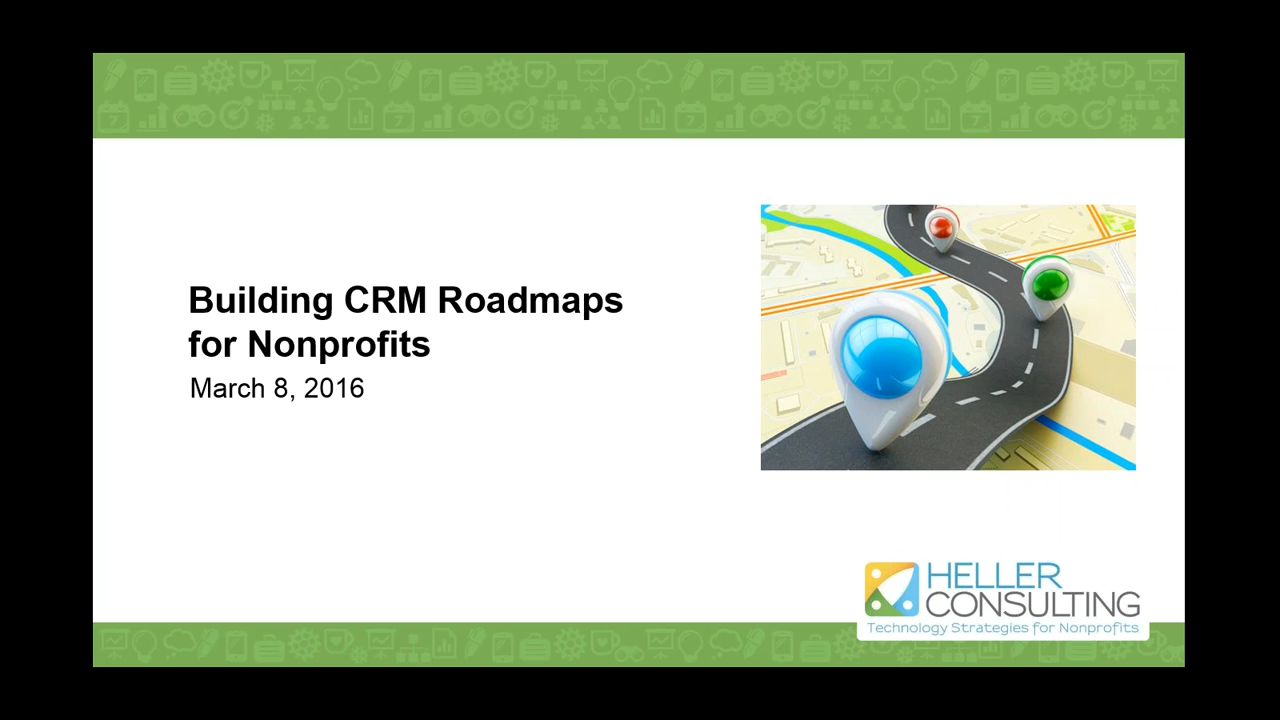 Building CRM Roadmaps
for Nonprofits
March 8, 2016
HELLER
CONSULTING
Technology Strategies for Nonprofits